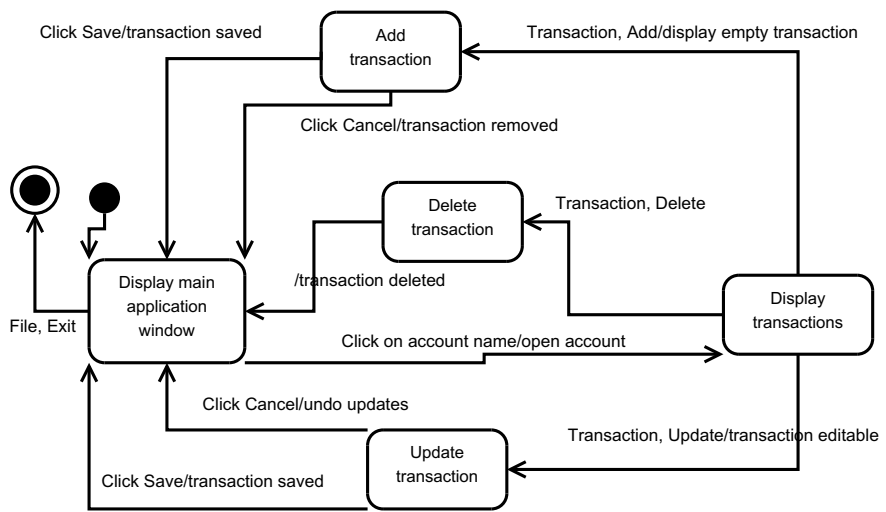 Click Save/transaction saved
Add
transaction
Transaction, Add/display empty transaction
Click Cancel/transaction removed
Delete
transaction
Transaction, Delete
Display main
application
window
/transaction deleted
Display
transactions
File, Exit
Click on account name/open account
Click Cancel/undo updates
Update
transaction
Transaction, Update/transaction editable
Click Save/transaction saved